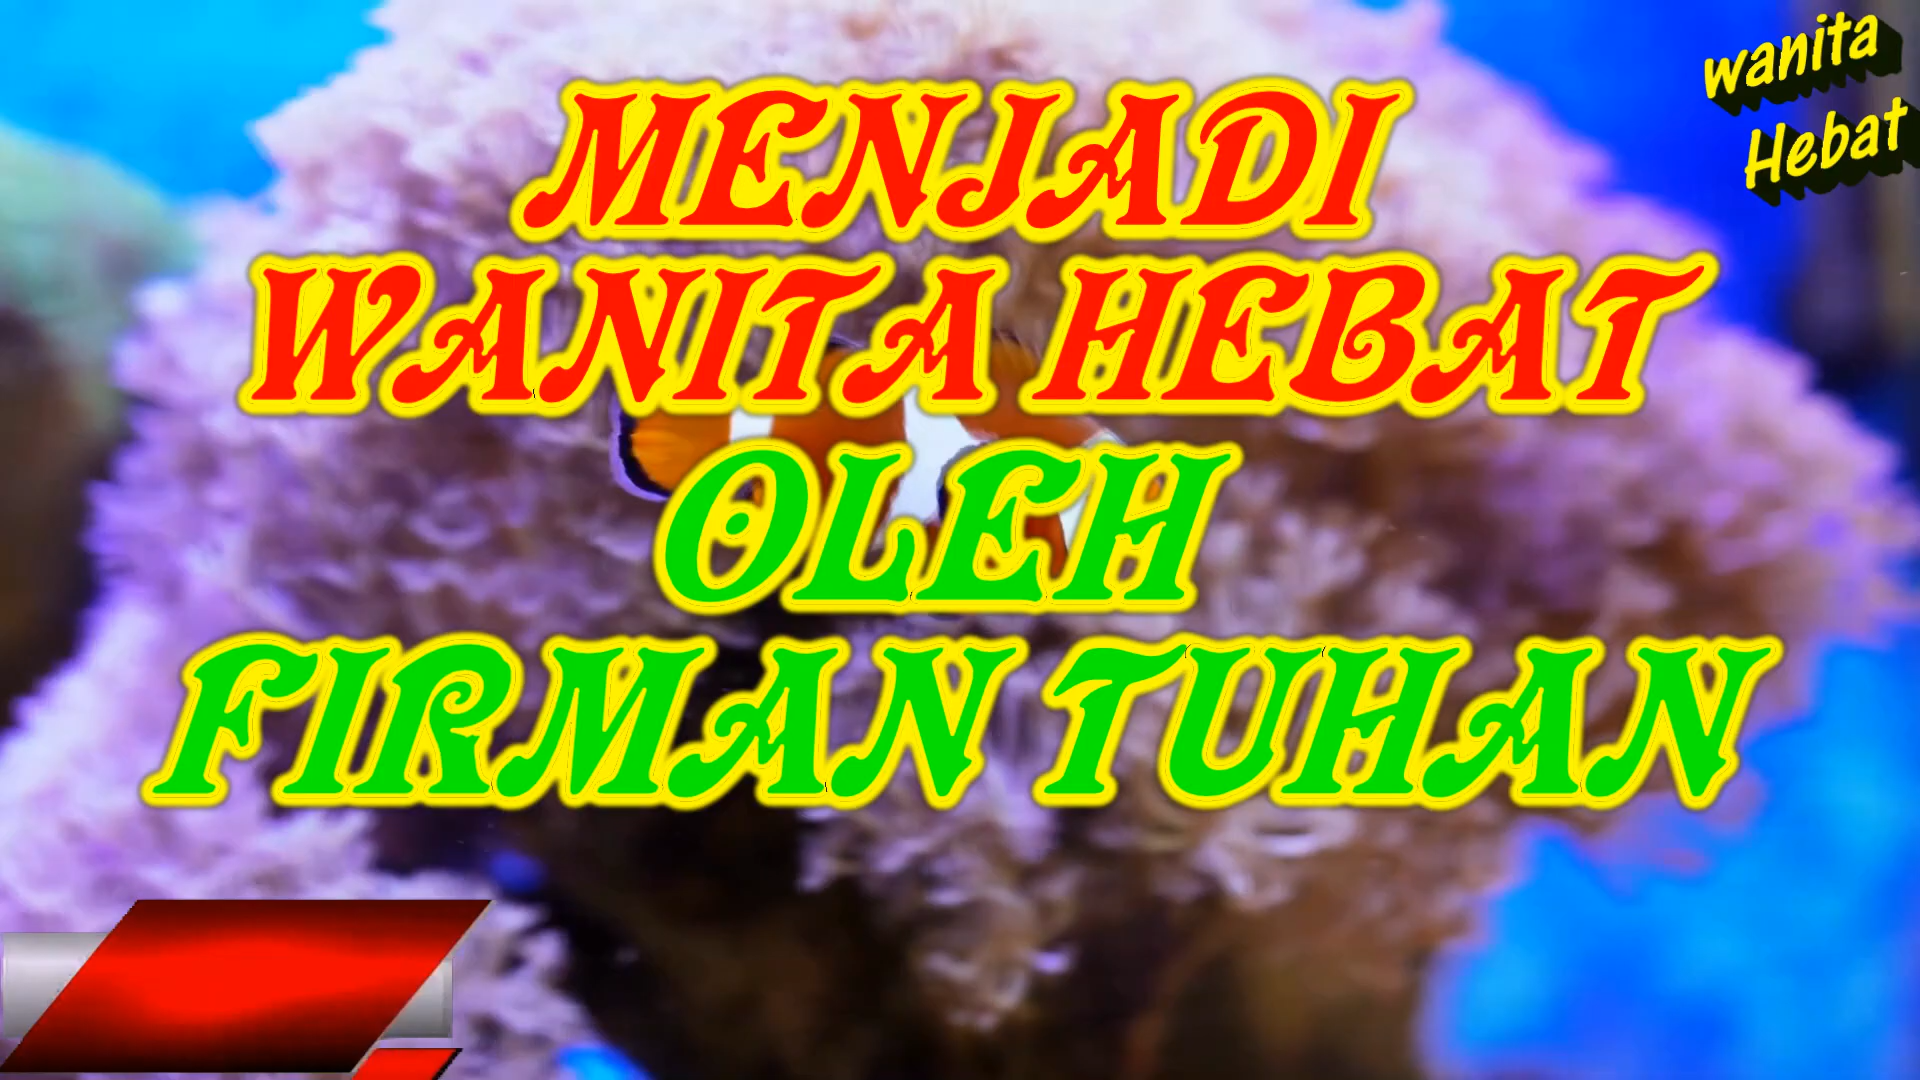 MENJADI
WANITA HEBAT
OLEH
FIRMAN TUHAN
wanita
Hebat